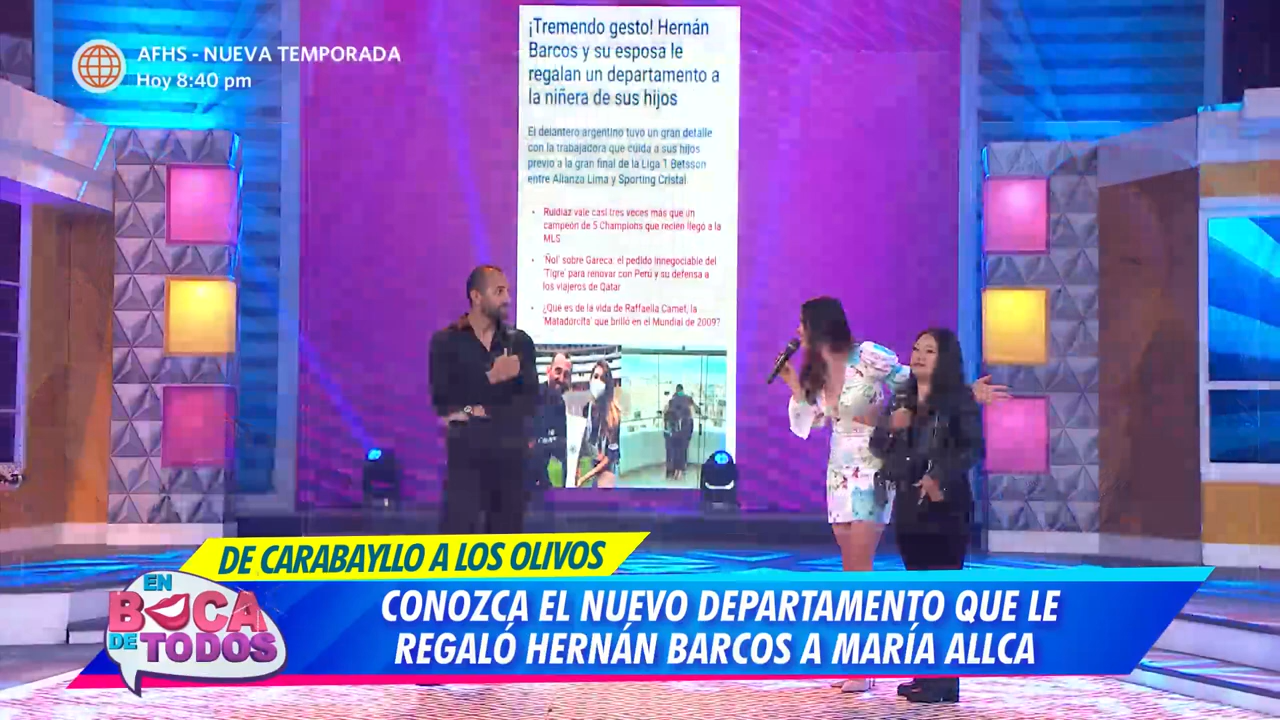 AFHS - NUEVA TEMPORADA
Hoy 8:40 pm
¡Tremendo gesto! Hernán
Barcos y su esposa le
regalan un departamento a
la niñera de sus hijos
El delantero argentino tuvo un gran detalle
con la trabajadora que cuida a sus hijos
previo a la gran final de la Liga 1 Betsson
entre Alianza Lima y Sporting Cristal
Ruidíaz vale casi tres veces más que un
campeón de 5 Champions que recién llegó a la
MLS
'Ñol' sobre Gareca: el pedido innegociable del
'Tigre' para renovar con Perú y su defensa a
los viajeros de Qatar
¿Qué es de la vida de Raffaella Camet, la
'Matadorcita' que brilló en el Mundial de 2009?
DE CARABAYLLO A LOS OLIVOS
EN
BOCA
DE TODOS
CONOZCA EL NUEVO DEPARTAMENTO QUE LE
REGALÓ HERNÁN BARCOS A MARÍA ALLCA